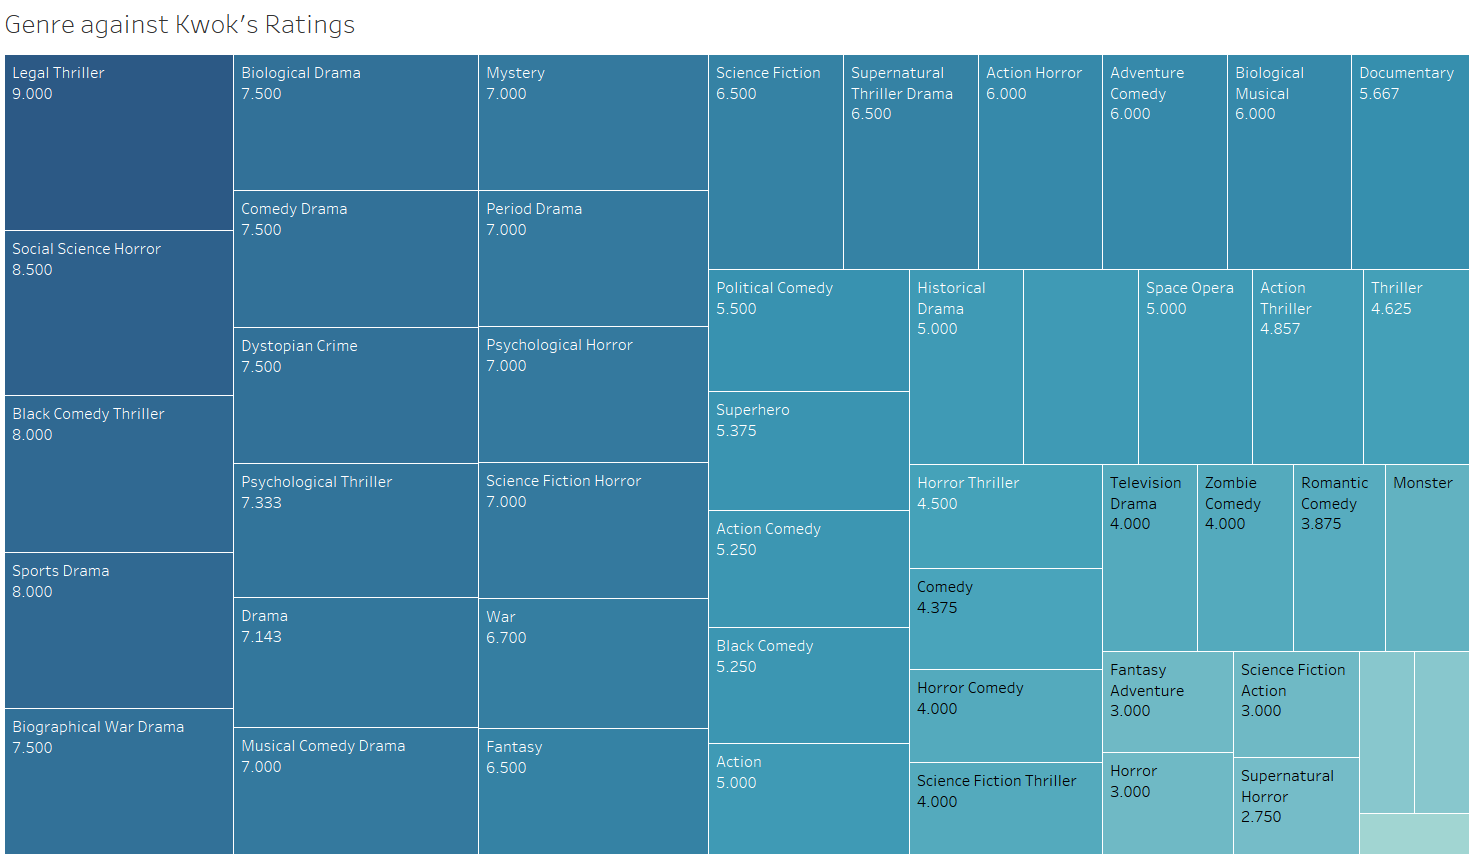 Genre against Kwok's Ratings
Legal Thriller
9.000
Social Science Horror
8.500
Black Comedy Thriller
8.000
Sports Drama
8.000
Biographical War Drama
7.500
Biological Drama
7.500
Comedy Drama
7.500
Dystopian Crime
7.500
Psychological Thriller
7.333
Drama
7.143
Musical Comedy Drama
7.000
Mystery
7.000
Period Drama
7.000
Psychological Horror
7.000
Science Fiction Horror
7.000
War
6.700
Fantasy
6.500
Science Fiction
6.500
Supernatural
Thriller Drama
6.500
Action Horror
6.000
Adventure
Comedy
6.000
Biological
Musical
6.000
Documentary
5.667
Political Comedy
5.500
Superhero
5.375
Action Comedy
5.250
Black Comedy
5.250
Action
5.000
Historical
Drama
5.000
Space Opera
5.000
Action
Thriller
4.857
Thriller
4.625
Horror Thriller
4.500
Comedy
4.375
Horror Comedy
4.000
Science Fiction Thriller
4.000
Television
Drama
4.000
Zombie
Comedy
4.000
Romantic
Comedy
3.875
Monster
Fantasy
Adventure
3.000
Horror
3.000
Science Fiction
Action
3.000
Supernatural
Horror
2.750